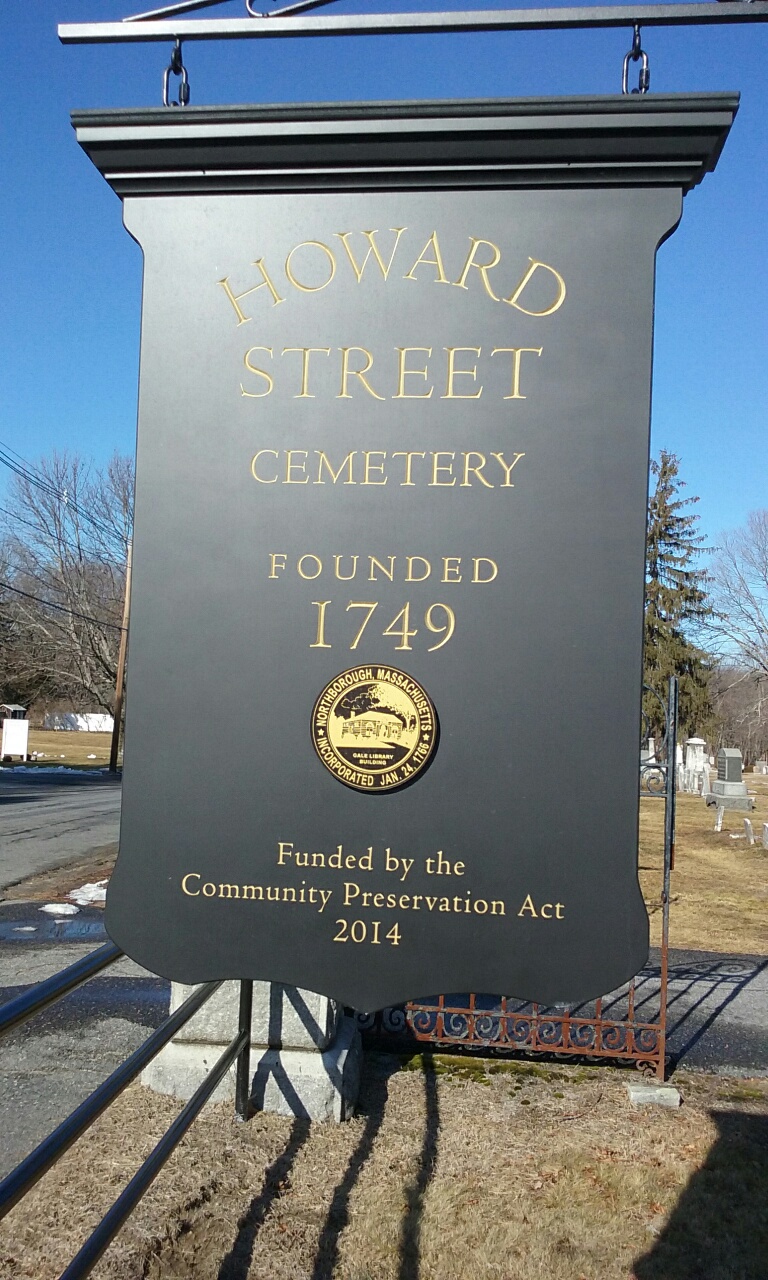 HOWARD
STREET
CEMETERY
FOUNDED
1749
NORTHBOROUGH, MASSACHUSETTS
GALE LIBRARY
BUILDING
INCORPORATED JAN. 24, 1766
Funded by the
Community Preservation Act
2014